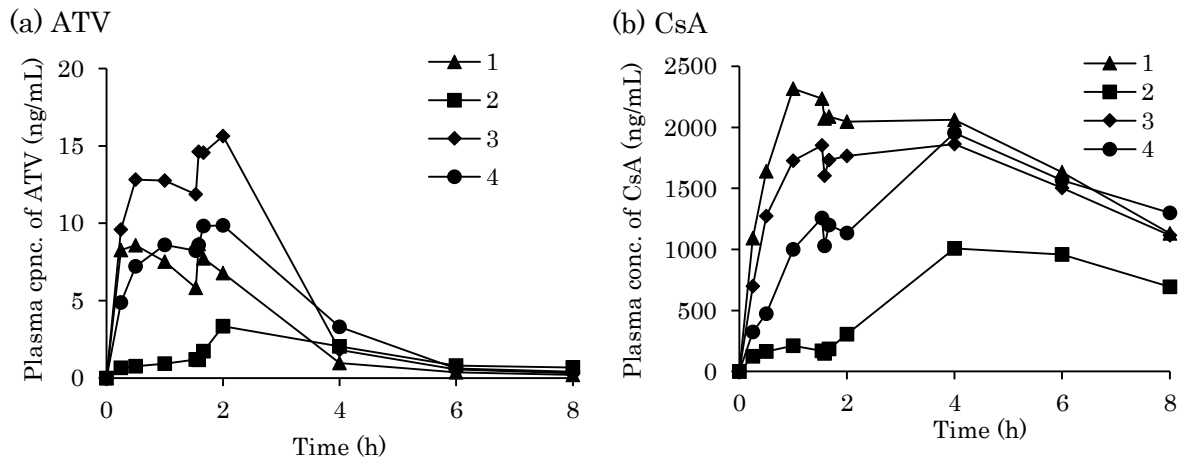 (a) ATV
Plasma cpnc. of ATV (ng/mL)
20
15
10
5
0
0 2 4 6 8
Time (h)
1
2
3
4
(b) CsA
Plasma conc. of CsA (ng/mL)
2500
2000
1500
1000
500
0
0 2 4 6 8
Time (h)
1
2
3
4